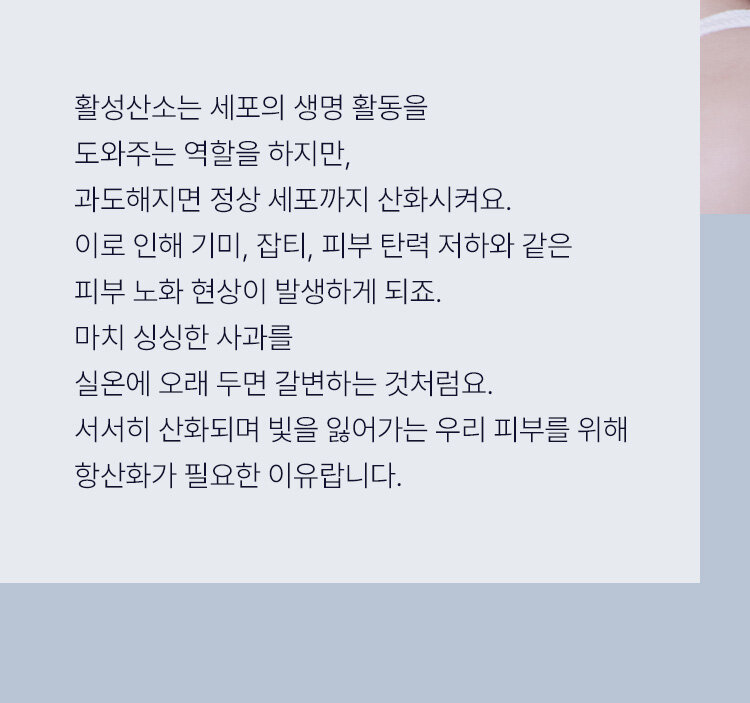 활성산소는 세포의 생명 활동을
도와주는 역할을 하지만,
과도해지면 정상 세포까지 산화시켜요.
이로 인해 기미, 잡티, 피부 탄력 저하와 같은
피부 노화 현상이 발생하게 되죠.
마치 싱싱한 사과를
실온에 오래 두면 갈변하는 것처럼요.
서서히 산화되며 빛을 잃어가는 우리 피부를 위해
항산화가 필요한 이유랍니다.